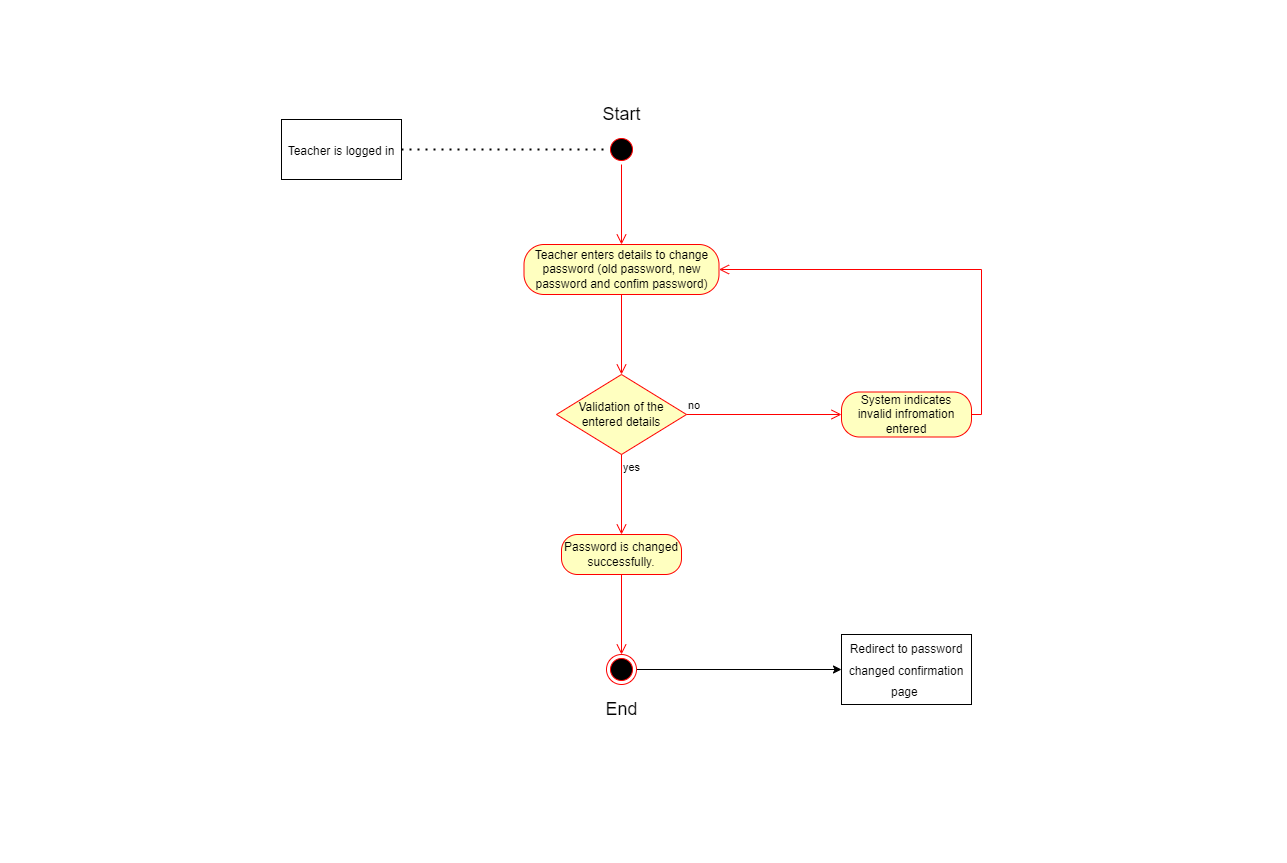 Start
Teacher is logged in
Teacher enters details to change
password (old password, new
password and confim password)
Validation of the
entered details
no
System indicates
invalid infromation
entered
yes
Password is changed
successfully.
Redirect to password
changed confirmation
page
End